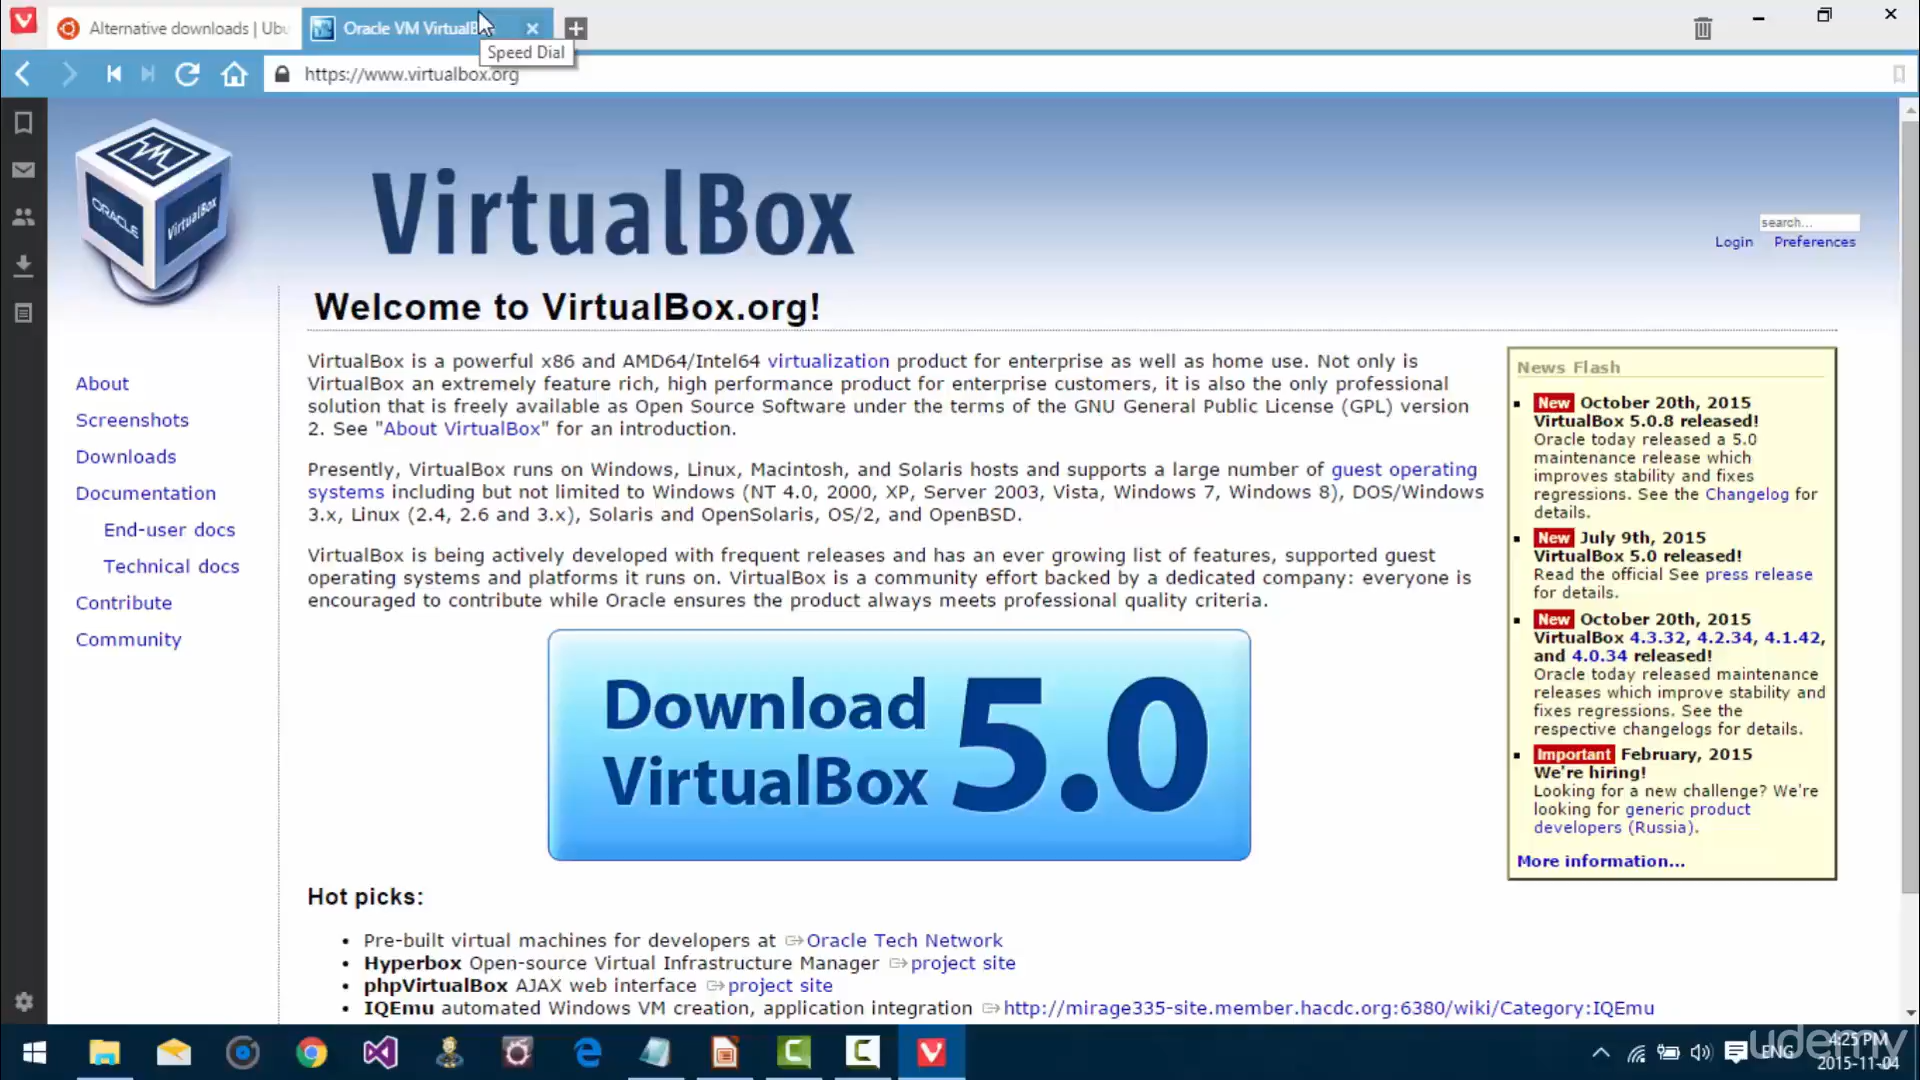 Alternative downloads | Ubu
Oracle VM VirtualB
Speed Dial
https://www.virtualbox.org
ORACLE
VirtualBox
VirtualBox
search...
Login Preferences
Welcome to VirtualBox.org!
About
Screenshots
Downloads
Documentation
End-user docs
Technical docs
Contribute
Community
VirtualBox is a powerful x86 and AMD64/Intel64 virtualization product for enterprise as well as home use. Not only is
VirtualBox an extremely feature rich, high performance product for enterprise customers, it is also the only professional
solution that is freely available as Open Source Software under the terms of the GNU General Public License (GPL) version
2. See "About VirtualBox" for an introduction.
Presently, VirtualBox runs on Windows, Linux, Macintosh, and Solaris hosts and supports a large number of guest operating
systems including but not limited to Windows (NT 4.0, 2000, XP, Server 2003, Vista, Windows 7, Windows 8), DOS/Windows
3.x, Linux (2.4, 2.6 and 3.x), Solaris and OpenSolaris, OS/2, and OpenBSD.
VirtualBox is being actively developed with frequent releases and has an ever growing list of features, supported guest
operating systems and platforms it runs on. VirtualBox is a community effort backed by a dedicated company: everyone is
encouraged to contribute while Oracle ensures the product always meets professional quality criteria.
Download
VirtualBox
5.0
Hot picks:
• Pre-built virtual machines for developers at Oracle Tech Network
• Hyperbox Open-source Virtual Infrastructure Manager project site
• phpVirtualBox AJAX web interface project site
• IQEmu automated Windows VM creation, application integration http://mirage335-site.member.hacdc.org:6380/wiki/Category:IQEmu
News Flash
New October 20th, 2015
VirtualBox 5.0.8 released!
Oracle today released a 5.0
maintenance release which
improves stability and fixes
regressions. See the Changelog for
details.
New July 9th, 2015
VirtualBox 5.0 released!
Read the official See press release
for details.
New October 20th, 2015
VirtualBox 4.3.32, 4.2.34, 4.1.42,
and 4.0.34 released!
Oracle today released maintenance
releases which improve stability and
fixes regressions. See the
respective changelogs for details.
Important February, 2015
We're hiring!
Looking for a new challenge? We're
looking for generic product
developers (Russia).
More information...
ENG
4:25 PM
2015-11-04
udemy